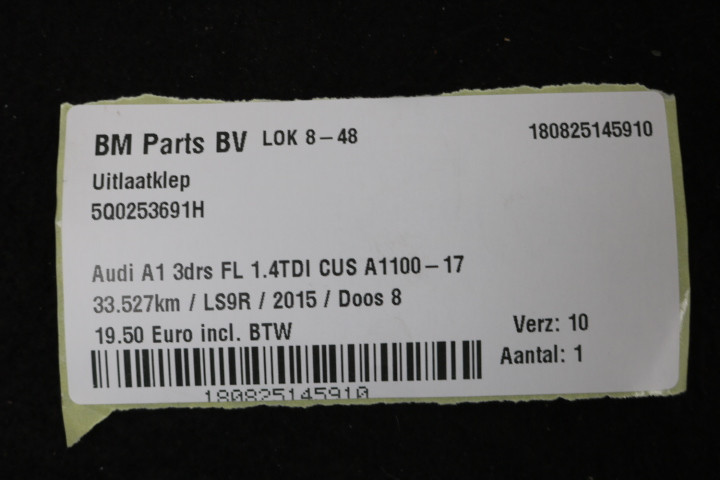 BM Parts BV LOK 8-48 180825145910
Uitlaatklep
5Q0253691H
Audi A1 3drs FL 1.4TDI CUS A1100-17
33.527km / LS9R / 2015 / Doos 8
19.50 Euro incl. BTW Verz: 10
Aantal: 1
180825145910